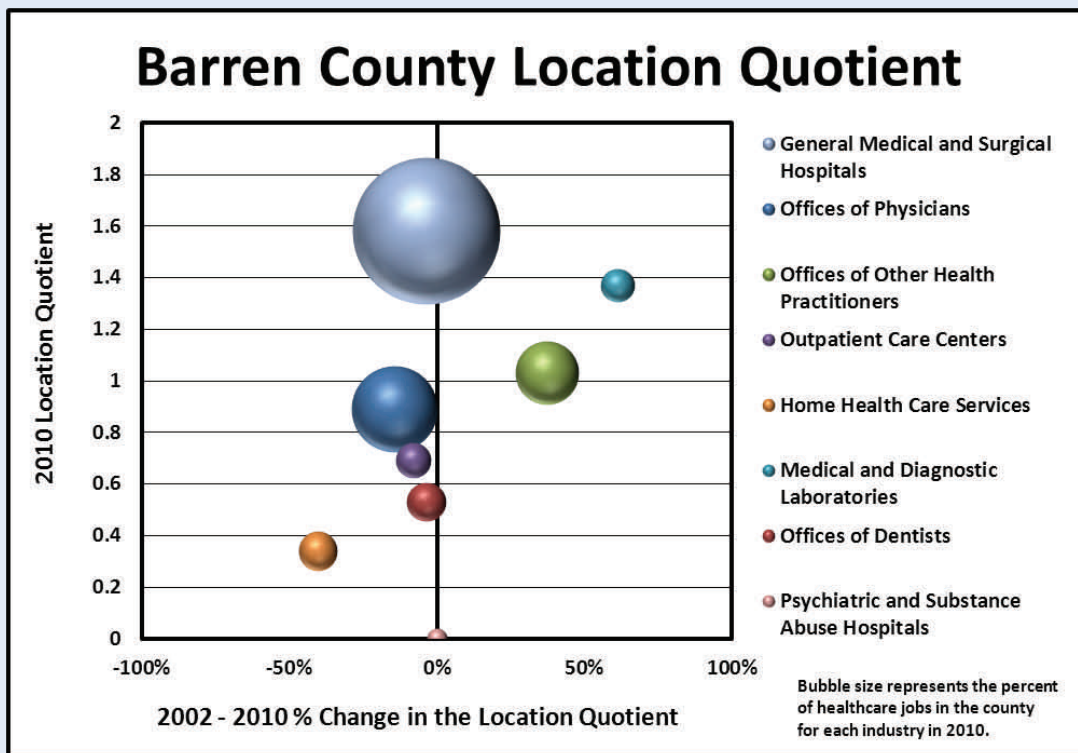 Barren County Location Quotient
2010 Location Quotient
2
1.8
1.6
1.4
1.2
1
0.8
0.6
0.4
0.2
0
-100%
-50%
0%
50%
100%
2002 - 2010 % Change in the Location Quotient
General Medical and Surgical
Hospitals
Offices of Physicians
Offices of Other Health
Practitioners
Outpatient Care Centers
Home Health Care Services
Medical and Diagnostic
Laboratories
Offices of Dentists
Psychiatric and Substance
Abuse Hospitals
Bubble size represents the percent
of healthcare jobs in the county
for each industry in 2010.